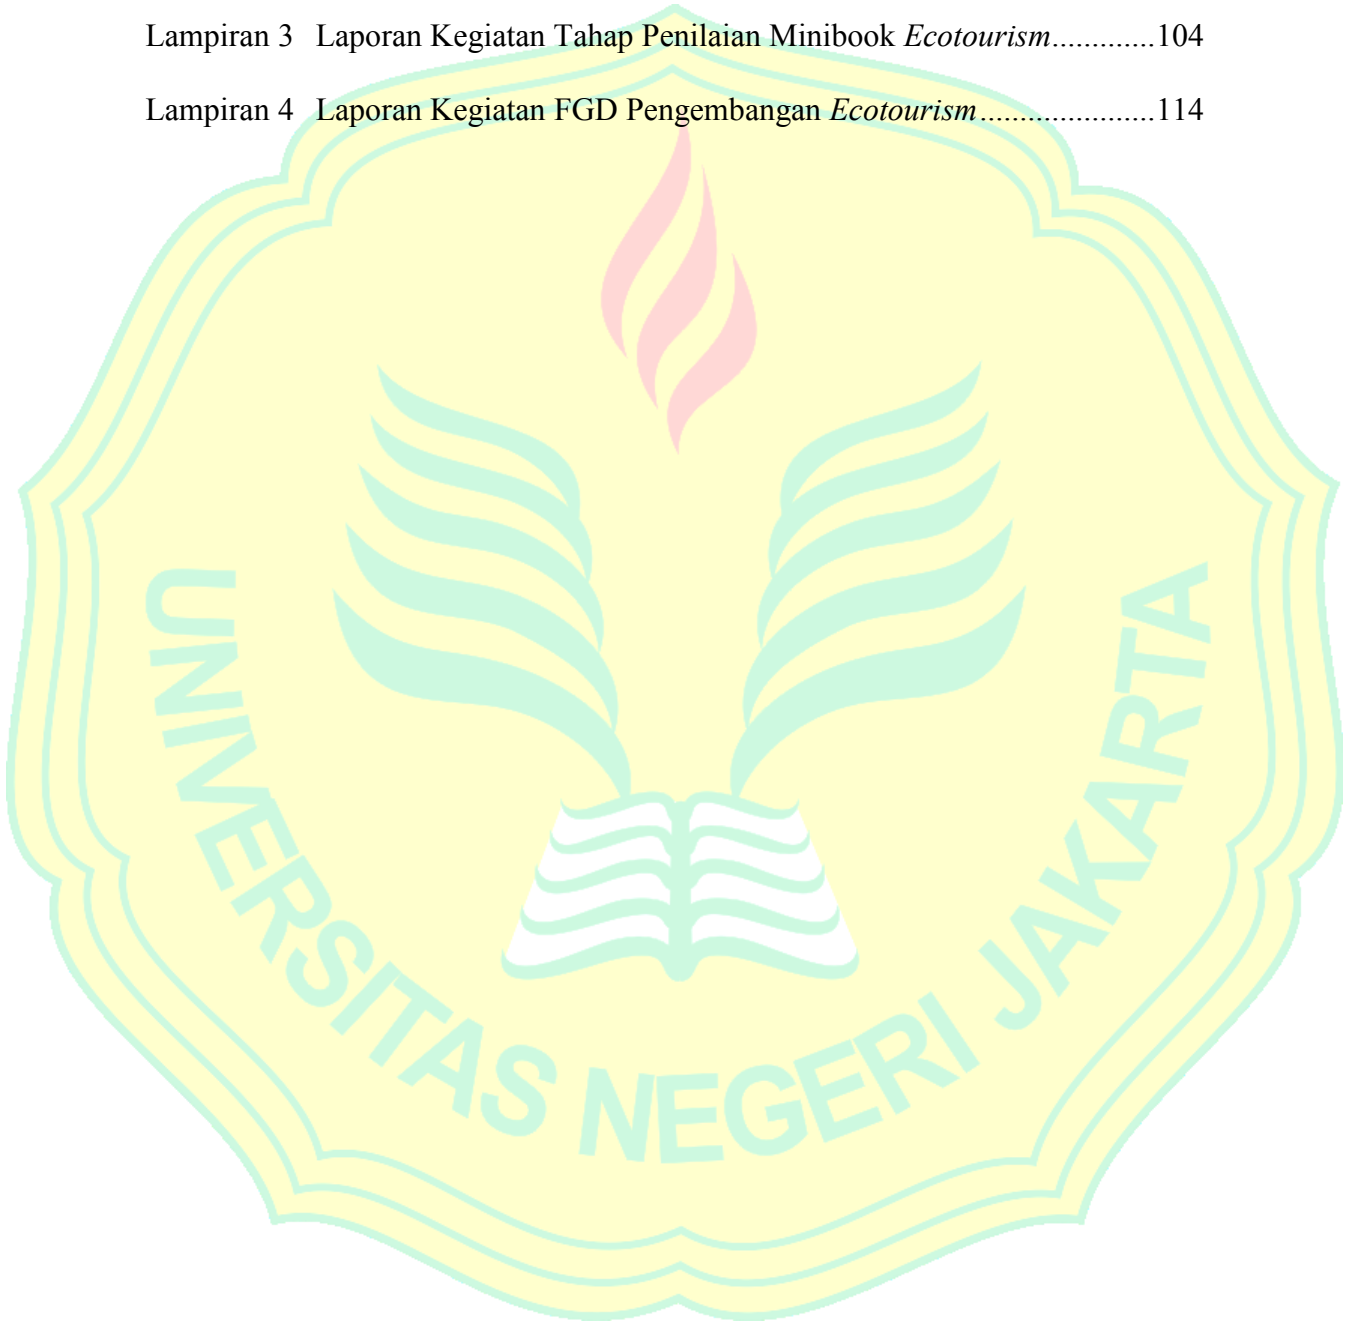 Lampiran 3 Laporan Kegiatan Tahap Penilaian Minibook Ecotourism.............104
Lampiran 4 Laporan Kegiatan FGD Pengembangan Ecotourism......................114
UNIVERSITAS NEGERI JAKARTA